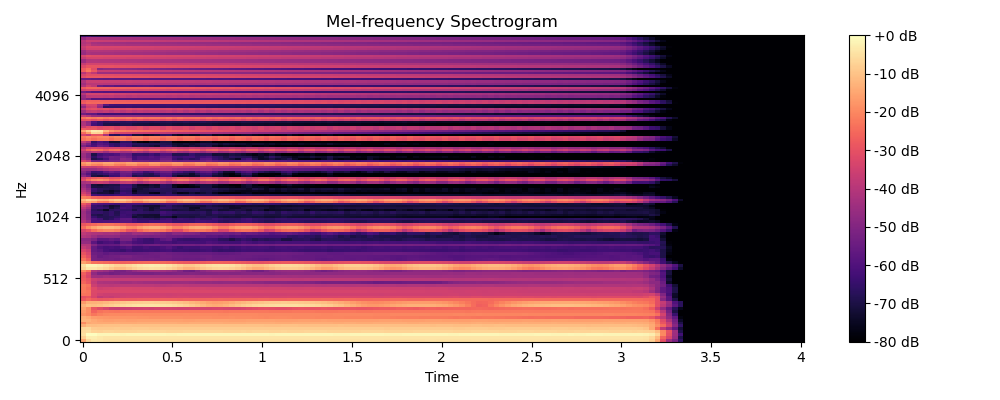 Mel-frequency Spectrogram
+0 dB
-10 dB
4096
-20 dB
-30 dB
2048
-40 dB
Hz
1024
-50 dB
-60 dB
512
-70 dB
0
-80 dB
0 0.5 1 1.5 2 2.5 3 3.5 4
Time